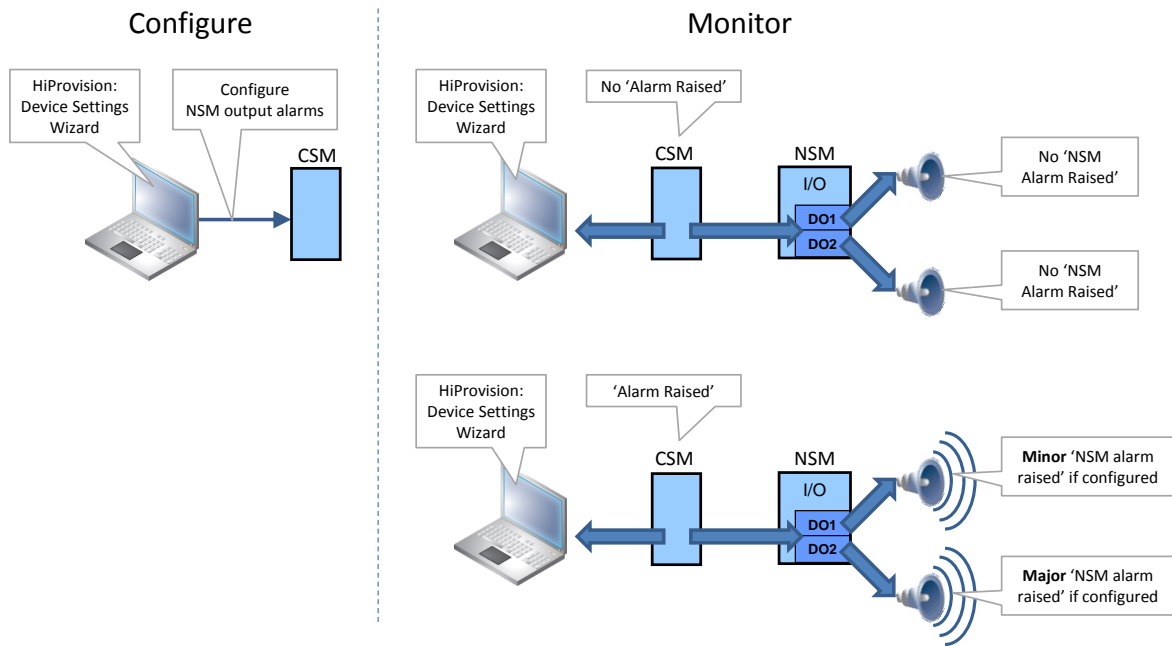 Configure
HiProvision:
Device Settings
Wizard
Configure
NSM output alarms
CSM
Monitor
HiProvision:
Device Settings
Wizard
No ‘Alarm Raised’
CSM
NSM
I/O
DO1
DO2
No ‘NSM
Alarm Raised’
No ‘NSM
Alarm Raised’
HiProvision:
Device Settings
Wizard
‘Alarm Raised’
CSM
NSM
I/O
DO1
DO2
Minor ‘NSM alarm
raised’ if configured
Major ‘NSM alarm
raised’ if configured